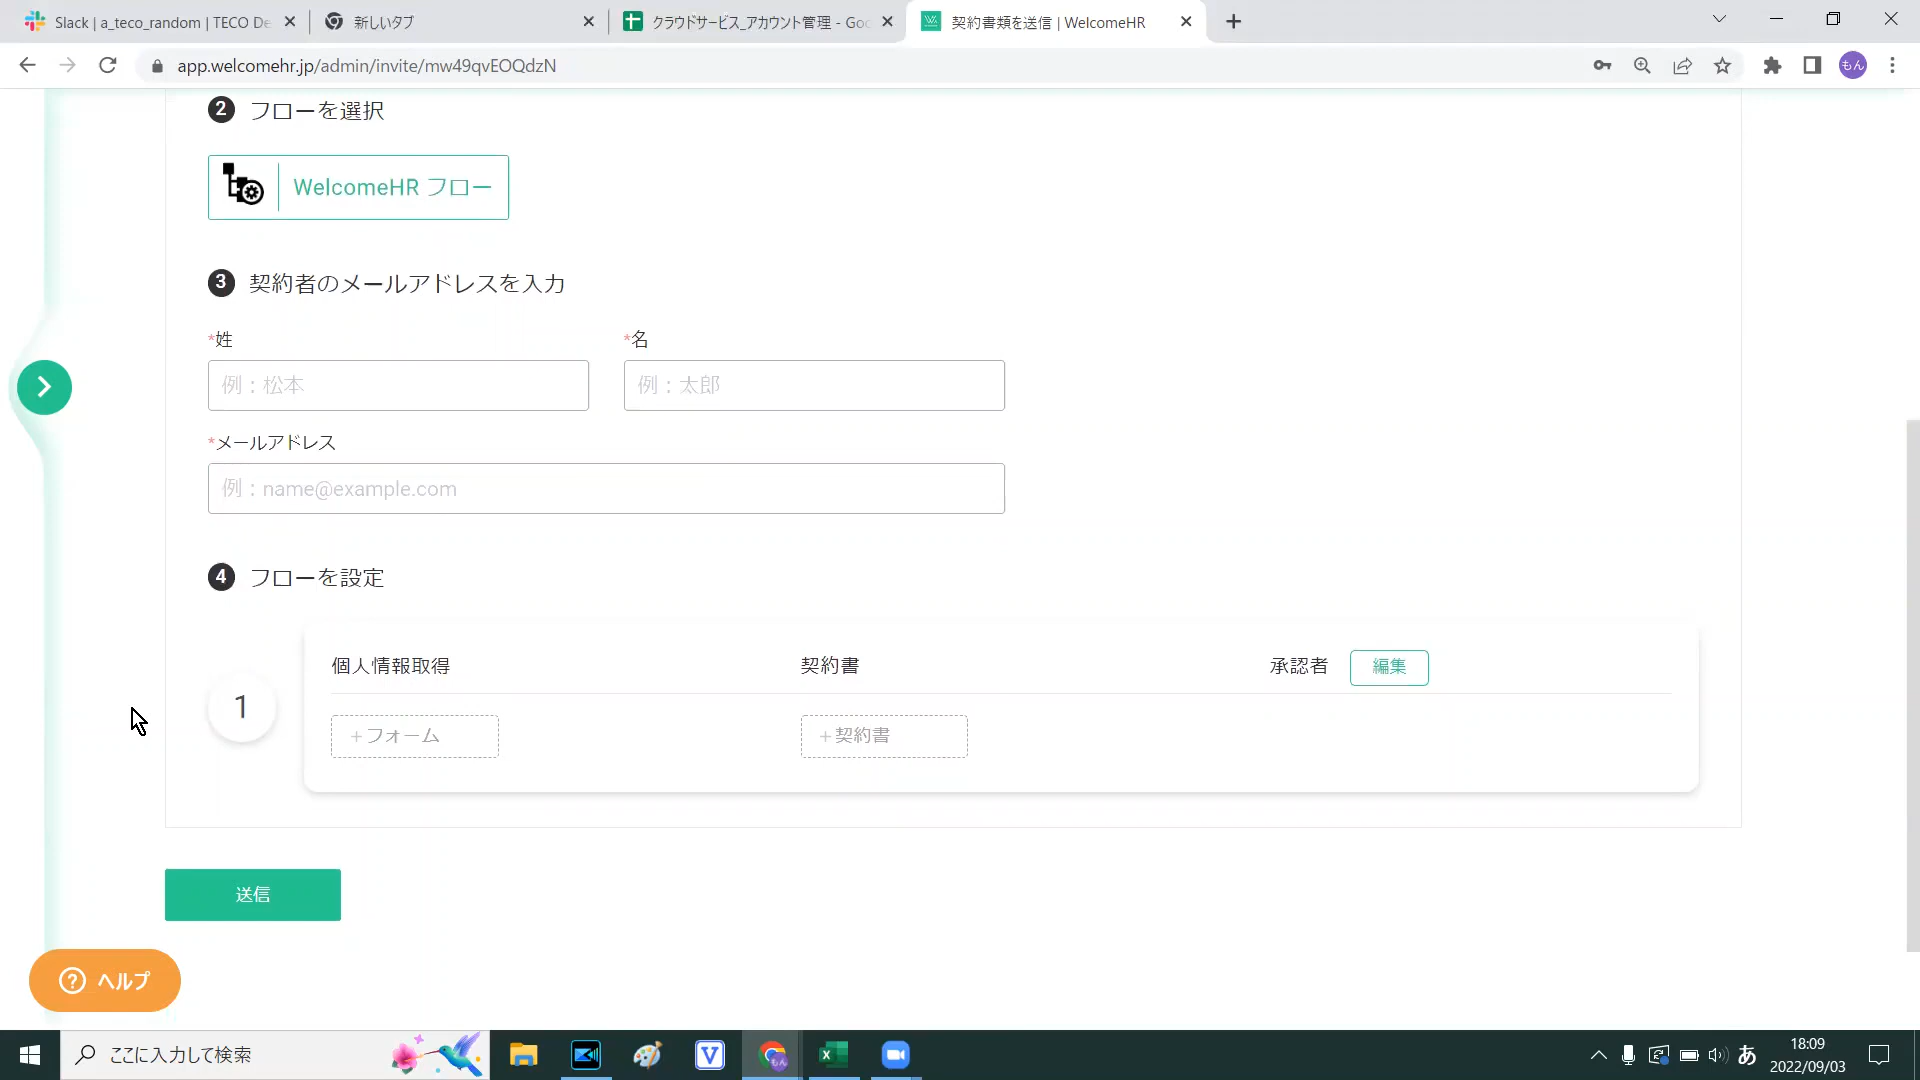 Slack | a_teco_random | TECO De
新しいタブ
クラウドサービス_アカウント管理 - Goo
契約書類を送信 | WelcomeHR
app.welcomehr.jp/admin/invite/mw49qvEOQdzN
もん
2 フローを選択
WelcomeHR フロー
3 契約者のメールアドレスを入力
*姓
*名
例：松本
例：太郎
*メールアドレス
例：name@example.com
4 フローを設定
個人情報取得
契約書
承認者
編集
1
+フォーム
+契約書
送信
? ヘルプ
ここに入力して検索
あ
18:09
2022/09/03